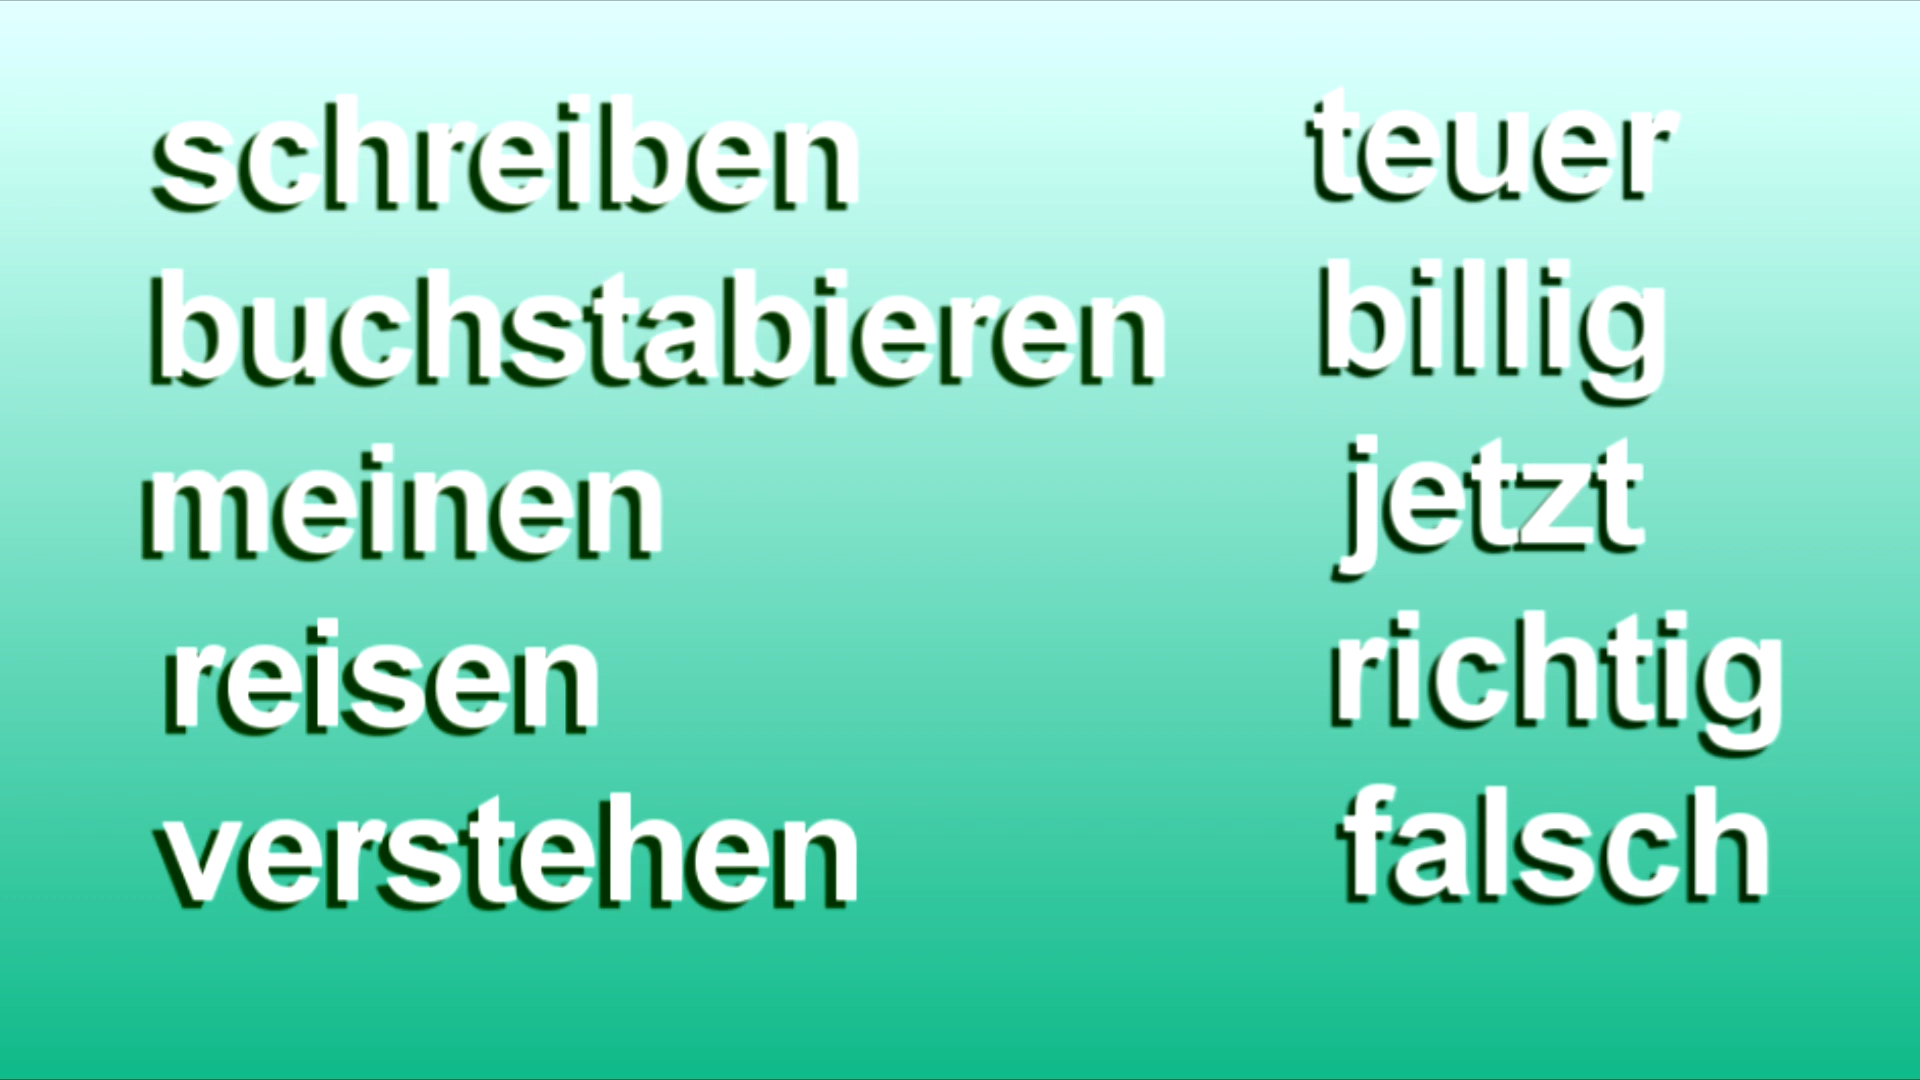 schreiben
buchstabieren
meinen
reisen
verstehen
teuer
billig
jetzt
richtig
falsch